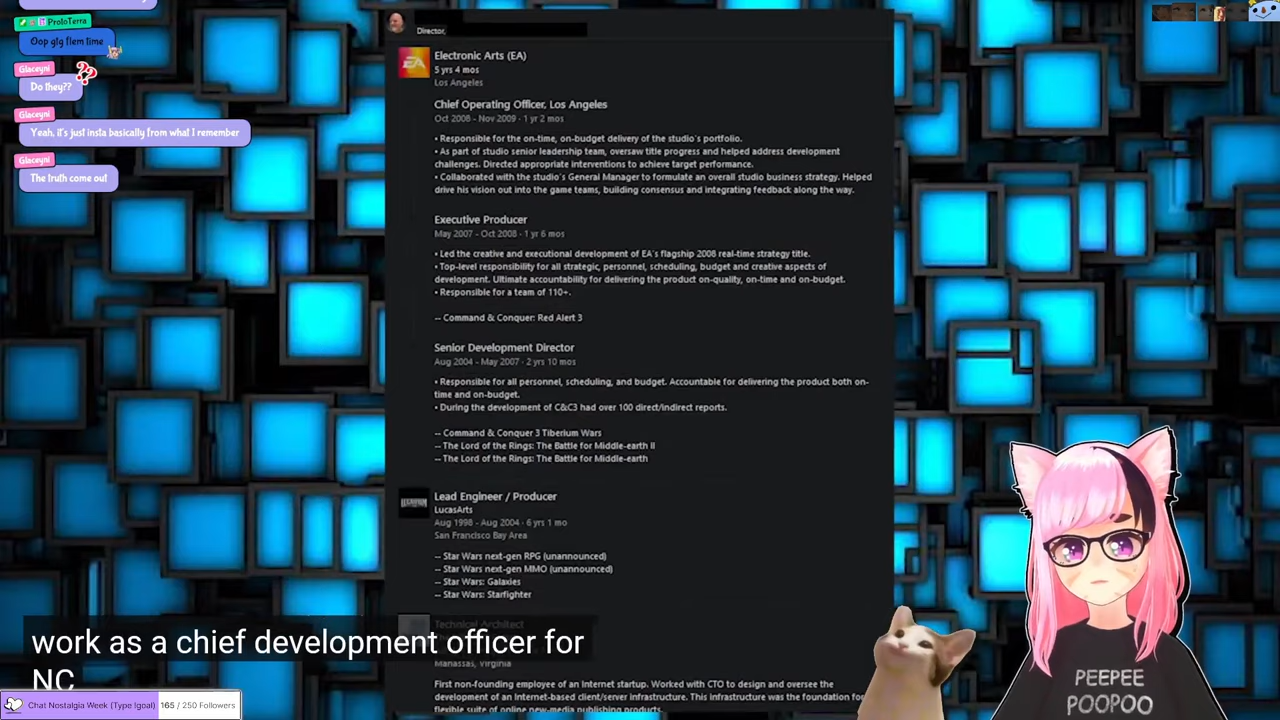 ProloTerra
Oop gtg flem time
Glaceyni
Do they??
Glaceyni
Yeah, it's just insta basically from what I remember
Glaceyni
The truth come out
Director,
EA
Electronic Arts (EA)
5 yrs 4 mos
Los Angeles
Chief Operating Officer, Los Angeles
Oct 2008 - Nov 2009 · 1 yr 2 mos
• Responsible for the on-time, on-budget delivery of the studio's portfolio.
• As part of studio senior leadership team, oversaw title progress and helped address development
challenges. Directed appropriate interventions to achieve target performance.
• Collaborated with the studio's General Manager to formulate an overall studio business strategy. Helped
drive his vision out into the game teams, building consensus and integrating feedback along the way.
Executive Producer
May 2007 - Oct 2008 · 1 yr 6 mos
• Led the creative and executional development of EA's flagship 2008 real-time strategy title.
• Top-level responsibility for all strategic, personnel, scheduling, budget and creative aspects of
development. Ultimate accountability for delivering the product on-quality, on-time and on-budget.
• Responsible for a team of 110+.
-- Command & Conquer: Red Alert 3
Senior Development Director
Aug 2004 - May 2007 · 2 yrs 10 mos
• Responsible for all personnel, scheduling, and budget. Accountable for delivering the product both on-
time and on-budget.
• During the development of C&C3 had over 100 direct/indirect reports.
-- Command & Conquer 3 Tiberium Wars
-- The Lord of the Rings: The Battle for Middle-earth II
-- The Lord of the Rings: The Battle for Middle-earth
Lead Engineer / Producer
LucasArts
Aug 1998 - Aug 2004 · 6 yrs 1 mo
San Francisco Bay Area
-- Star Wars next-gen RPG (unannounced)
-- Star Wars next-gen MMO (unannounced)
-- Star Wars: Galaxies
-- Star Wars: Starfighter
Technical Architect
Manassas, Virginia
First non-founding employee of an Internet startup. Worked with CTO to design and oversee the
development of an Internet-based client/server infrastructure. This infrastructure was the foundation for
flexible suite of online new-media publishing products.
work as a chief development officer for
NC
Chat Nostalgia Week (Type !goal) 165 / 250 Followers
PEEPEE
POOPOO